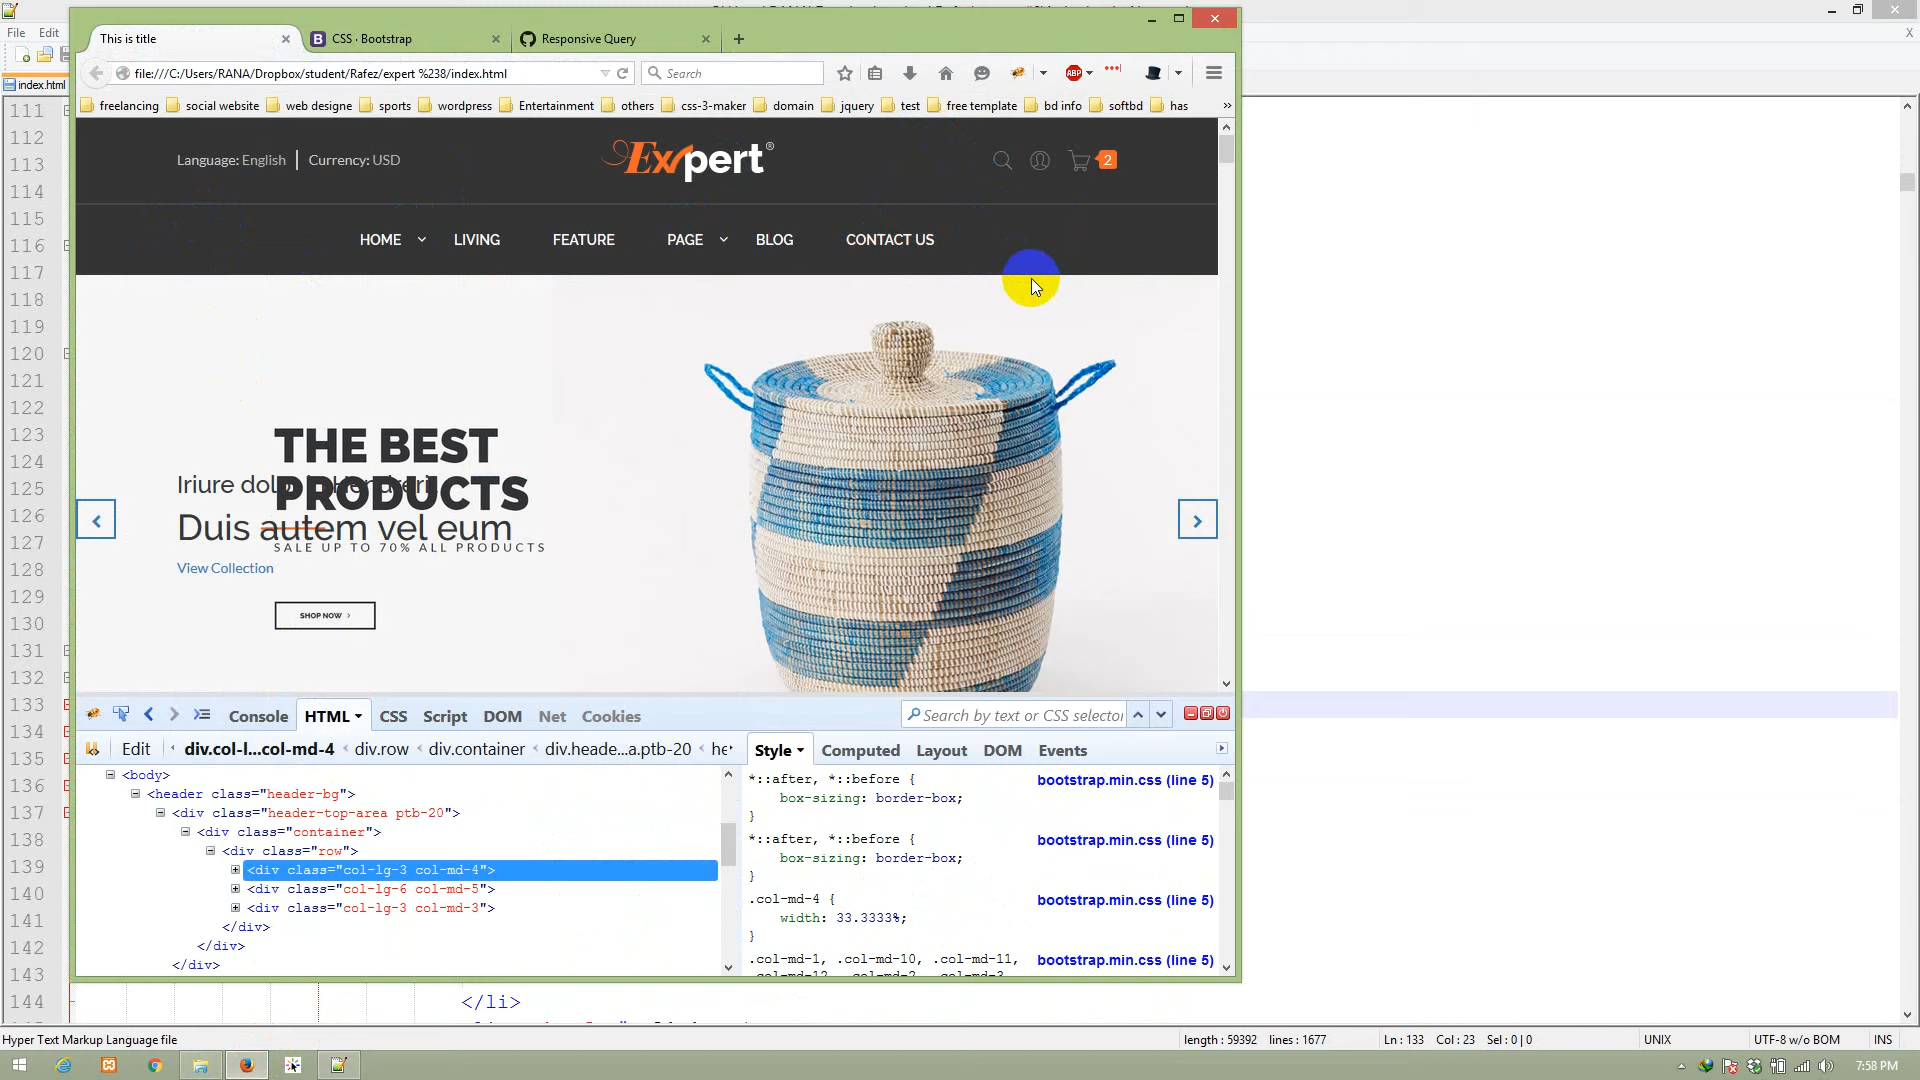 File Edit
index.html
This is title
CSS · Bootstrap
Responsive Query
file:///C:/Users/RANA/Dropbox/student/Rafez/expert %238/index.html
Search
ABP
freelancing social website web designe sports wordpress Entertainment others css-3-maker domain jquery test free template bd info softbd has
Language: English Currency: USD
Expert®
2
HOME LIVING FEATURE PAGE BLOG CONTACT US
THE BEST
PRODUCTS
Duis autem vel eum
SALE UP TO 70% ALL PRODUCTS
View Collection
SHOP NOW
Console HTML CSS Script DOM Net Cookies
Search by text or CSS selector
Edit div.col-l...col-md-4 div.row div.container div.heade...a.ptb-20 he
Style Computed Layout DOM Events
<body>
<header class="header-bg">
<div class="header-top-area ptb-20">
<div class="container">
<div class="row">
<div class="col-lg-3 col-md-4">
<div class="col-lg-6 col-md-5">
<div class="col-lg-3 col-md-3">
</div>
</div>
</div>
*::after, *::before {
box-sizing: border-box;
}
bootstrap.min.css (line 5)
*::after, *::before {
box-sizing: border-box;
}
bootstrap.min.css (line 5)
.col-md-4 {
width: 33.3333%;
}
bootstrap.min.css (line 5)
.col-md-1, .col-md-10, .col-md-11,
bootstrap.min.css (line 5)
111
112
113
114
115
116
117
118
119
120
121
122
123
124
125
126
127
128
129
130
131
132
133
134
135
136
137
138
139
140
141
142
143
144 </li>
Hyper Text Markup Language file
length : 59392 lines : 1677
Ln : 133 Col : 23 Sel : 0 | 0
UNIX
UTF-8 w/o BOM
INS
7:58 PM